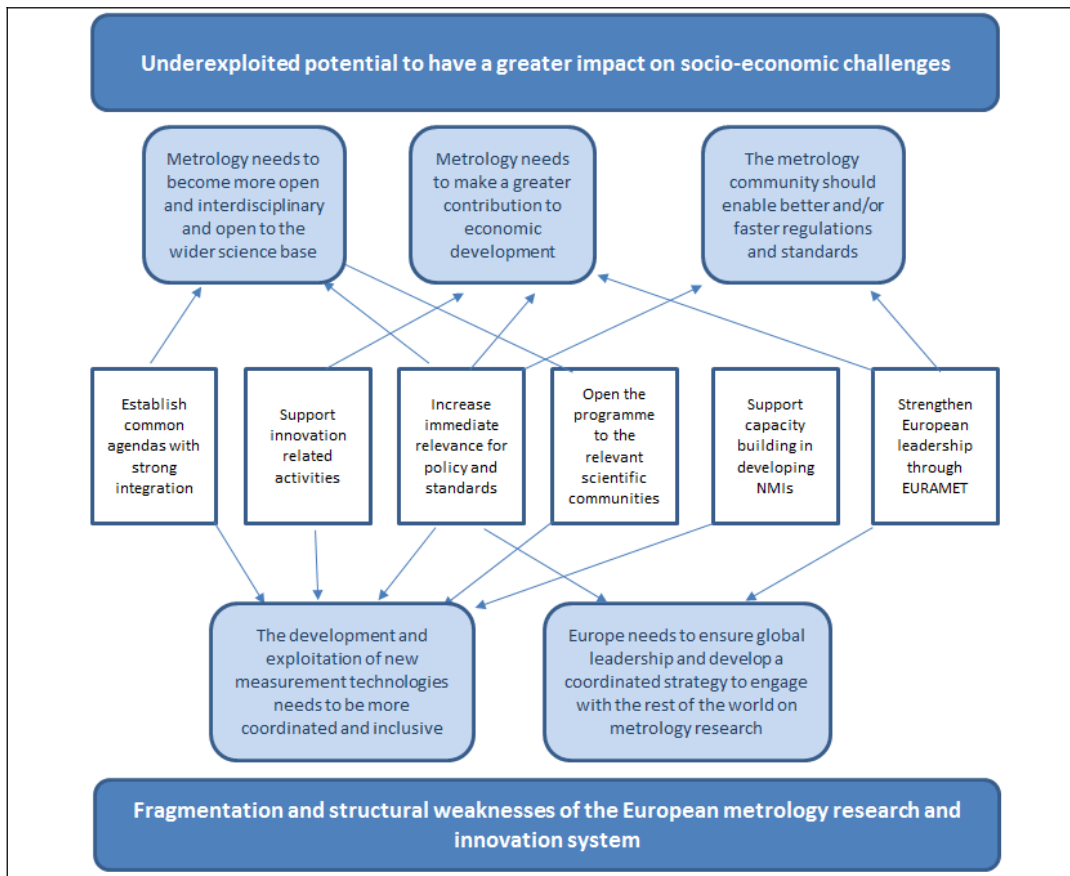 Underexploited potential to have a greater impact on socio-economic challenges
Metrology needs to
become more open
and interdisciplinary
and open to the
wider science base
Metrology needs
to make a greater
contribution to
economic
development
The metrology
community should
enable better and/or
faster regulations
and standards
Establish
common
agendas with
strong
integration
Support
innovation
related
activities
Increase
immediate
relevance for
policy and
standards
Open the
programme to
the relevant
scientific
communities
Support
capacity
building in
developing
NMIs
Strengthen
European
leadership
through
EURAMET
The development and
exploitation of new
measurement technologies
needs to be more
coordinated and inclusive
Europe needs to ensure global
leadership and develop a
coordinated strategy to engage
with the rest of the world on
metrology research
Fragmentation and structural weaknesses of the European metrology research and
innovation system